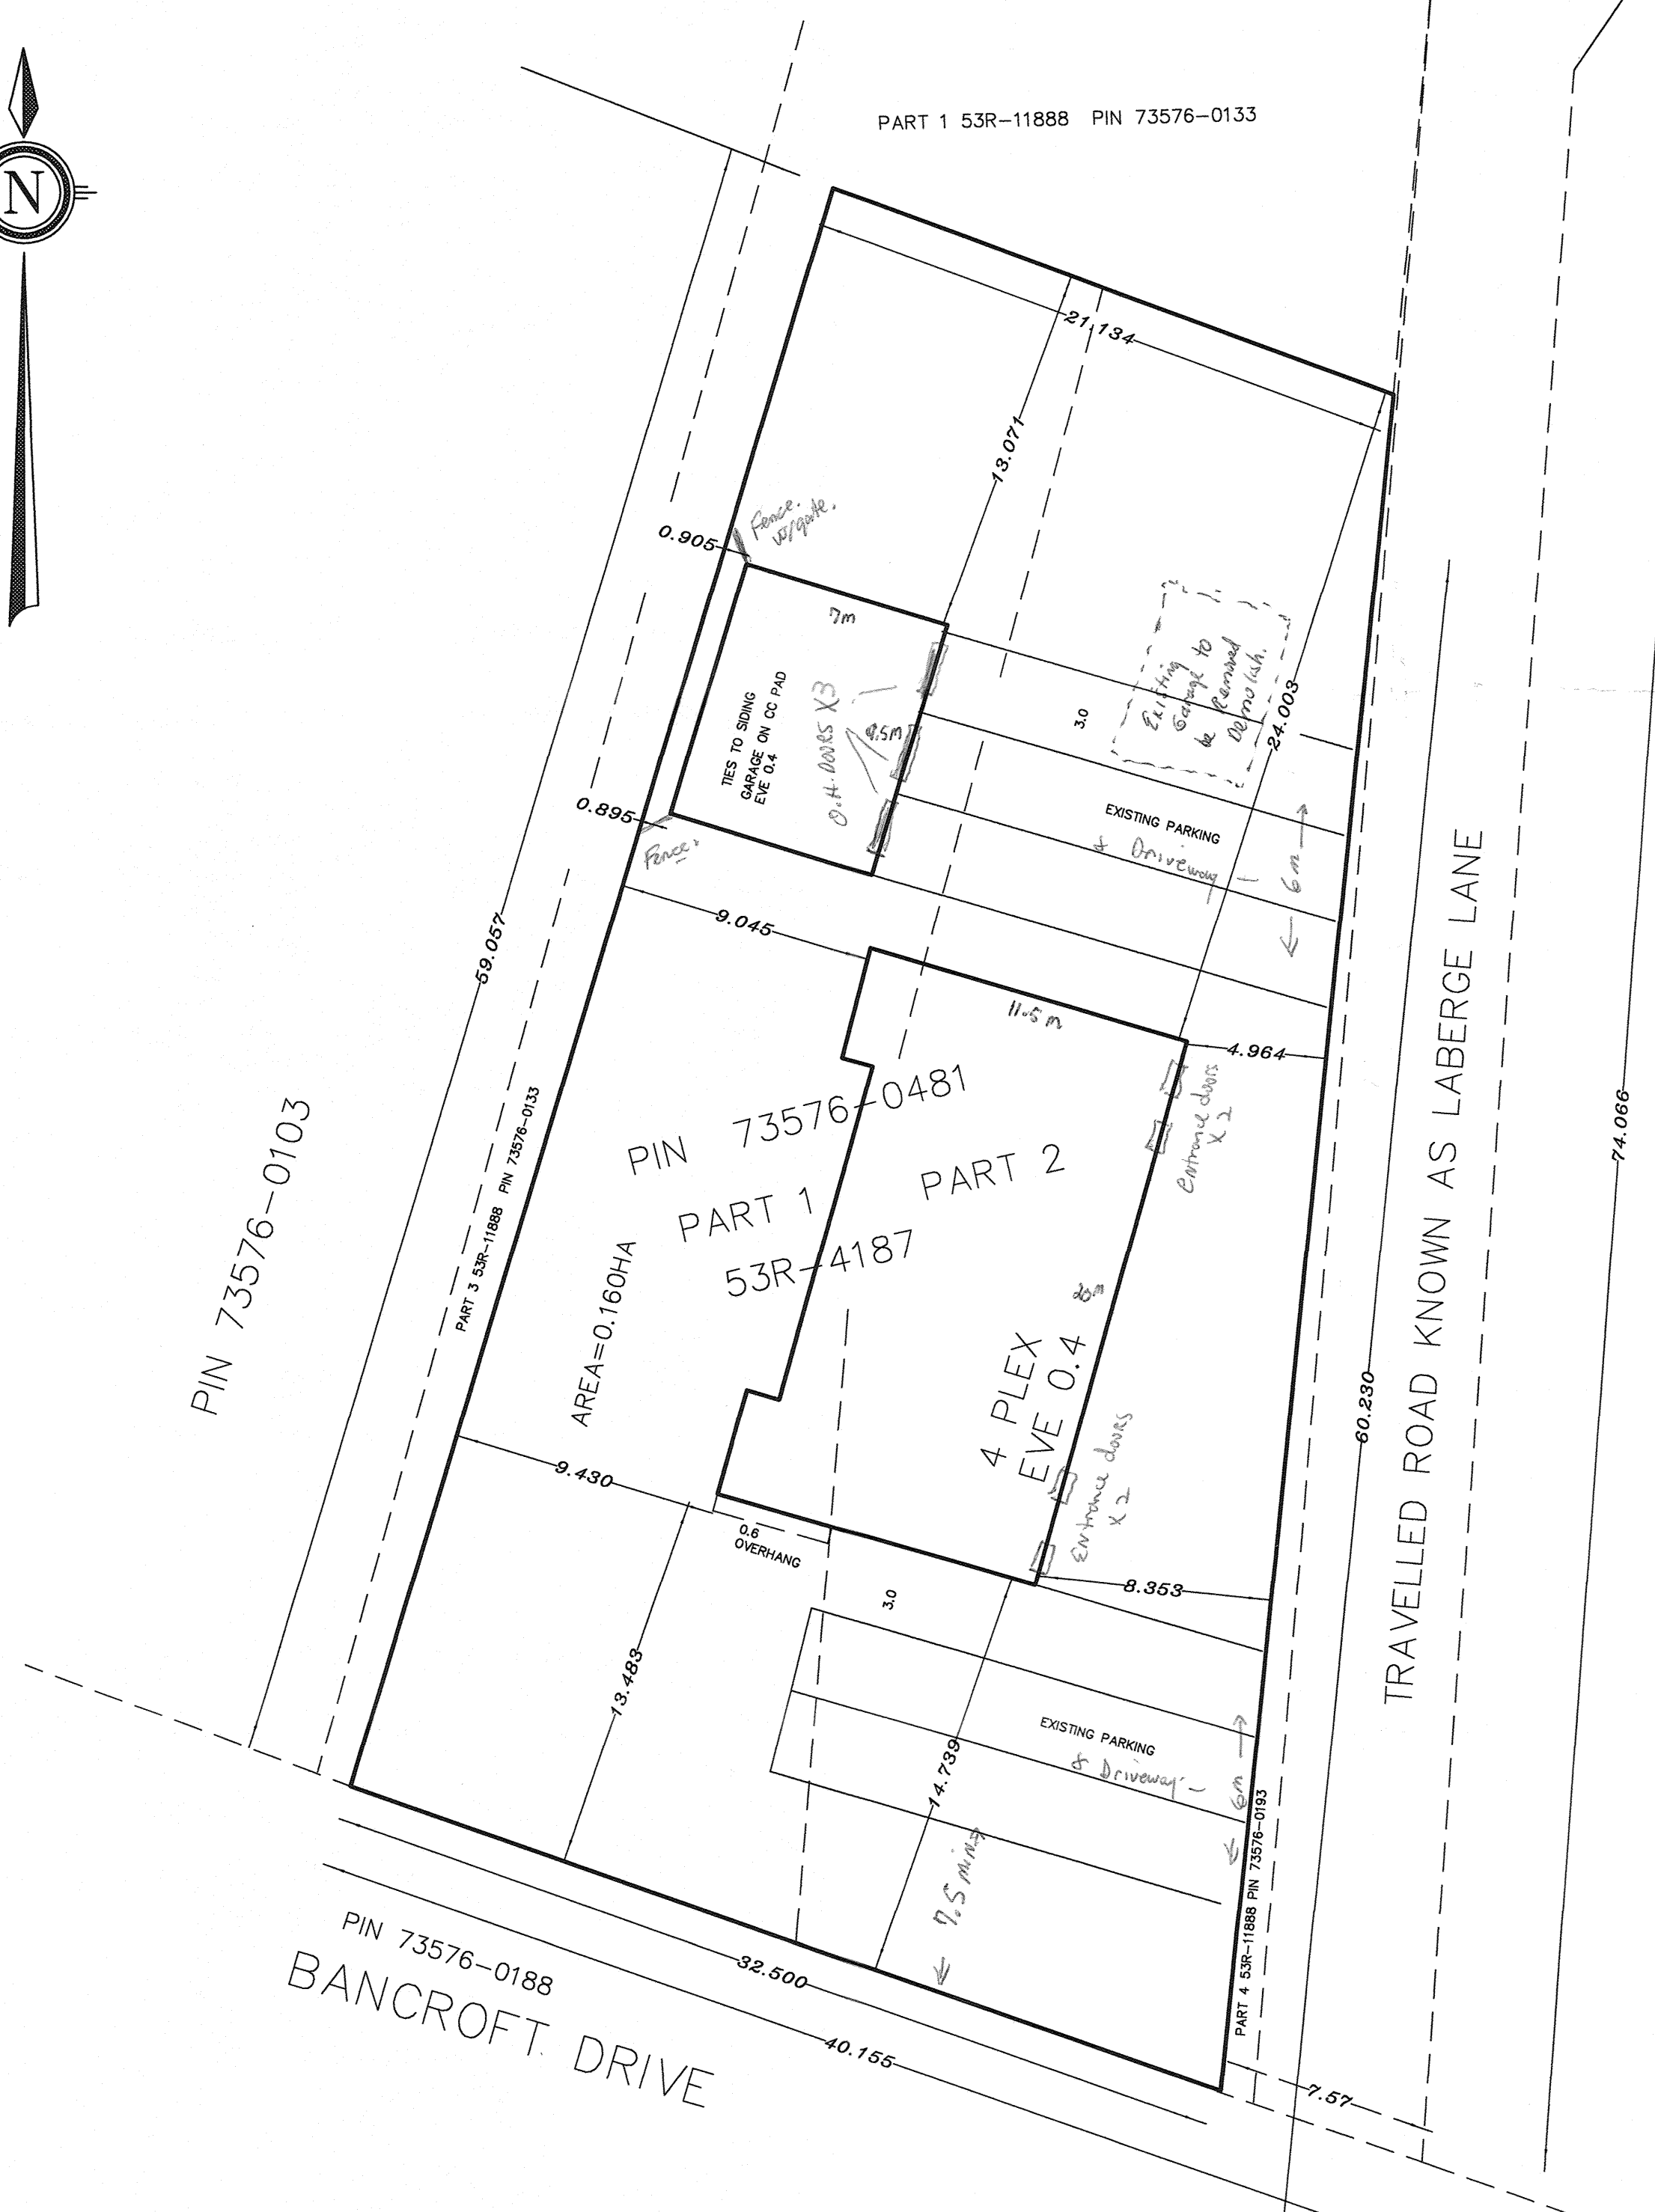 N
PART 1 53R-11888 PIN 73576-0133
21.134
13.071
Fence.
w/gate.
0.905
7m
Existing
Garage to
be Removed
Demolish.
24.003
3.0
TIES TO SIDING
GARAGE ON CC PAD
EVE 0.4
O.H. DOORS X3
9.5m
0.895
Fence.
EXISTING PARKING
& Driveway
6m
59.057
9.045
11.5 m
4.964
Entrance doors
x 2
PIN 73576-0481
PART 1
53R-4187
PART 2
PIN 73576-0103
PART 3 53R-11888 PIN 73576-0133
AREA=0.160HA
4 PLEX
EVE 0.4
Entrance doors
x 2
TRAVELLED ROAD KNOWN AS LABERGE LANE
74.066
60.230
9.430
0.6
OVERHANG
8.353
3.0
13.483
14.739
EXISTING PARKING
& Driveway
6m
7.5 min
PART 4 53R-11888 PIN 73576-0193
PIN 73576-0188
BANCROFT DRIVE
32.500
40.155
7.57